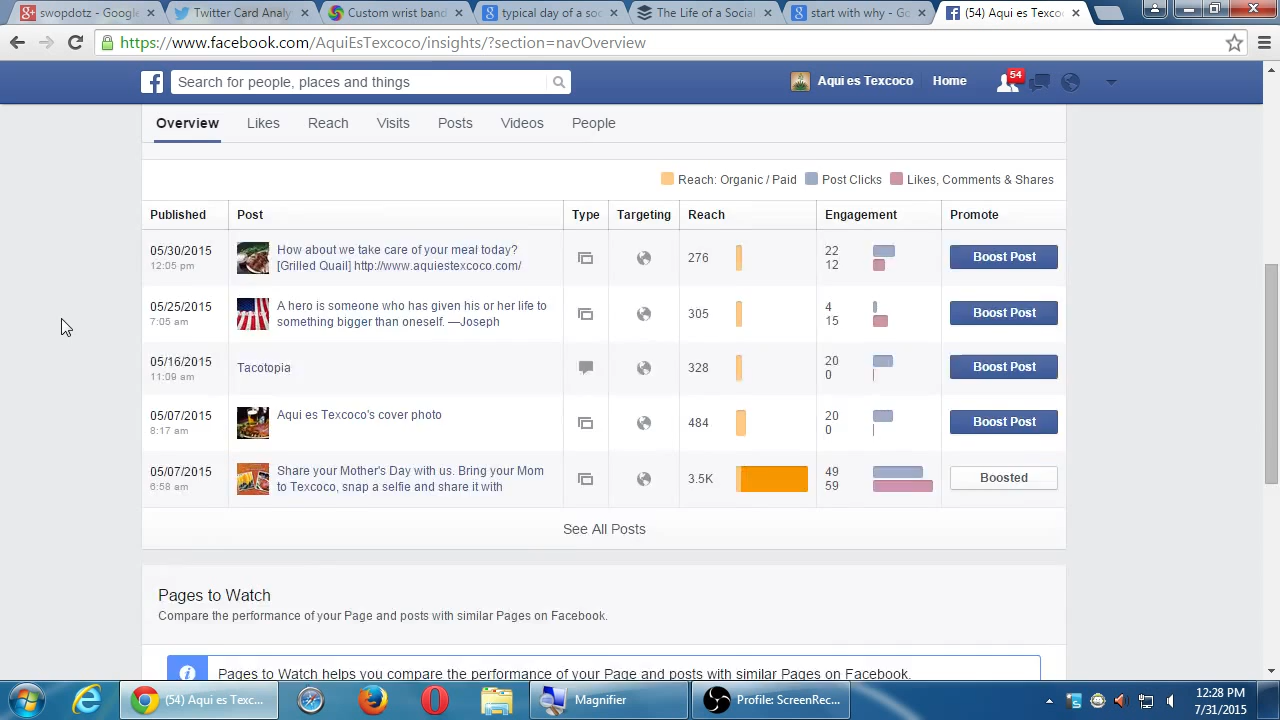 swopdotz - Google
Twitter Card Analy
Custom wrist band
typical day of a soc
The Life of a Social
start with why - Go
(54) Aqui es Texco
https://www.facebook.com/AquiEsTexcoco/insights/?section=navOverview
Search for people, places and things
Aqui es Texcoco
Home
54
Overview
Likes
Reach
Visits
Posts
Videos
People
Reach: Organic / Paid
Post Clicks
Likes, Comments & Shares
Published
Post
Type
Targeting
Reach
Engagement
Promote
05/30/2015
12:05 pm
How about we take care of your meal today?
[Grilled Quail] http://www.aquiestexcoco.com/
276
22
12
Boost Post
05/25/2015
7:05 am
A hero is someone who has given his or her life to
something bigger than oneself. —Joseph
305
4
15
Boost Post
05/16/2015
11:09 am
Tacotopia
328
20
0
Boost Post
05/07/2015
8:17 am
Aqui es Texcoco's cover photo
484
20
0
Boost Post
05/07/2015
6:58 am
Share your Mother's Day with us. Bring your Mom
to Texcoco, snap a selfie and share it with
3.5K
49
59
Boosted
See All Posts
Pages to Watch
Compare the performance of your Page and posts with similar Pages on Facebook.
Pages to Watch helps you compare the performance of your Page and posts with similar Pages on Facebook.
(54) Aqui es Texc...
Magnifier
Profile: ScreenRec...
12:28 PM
7/31/2015